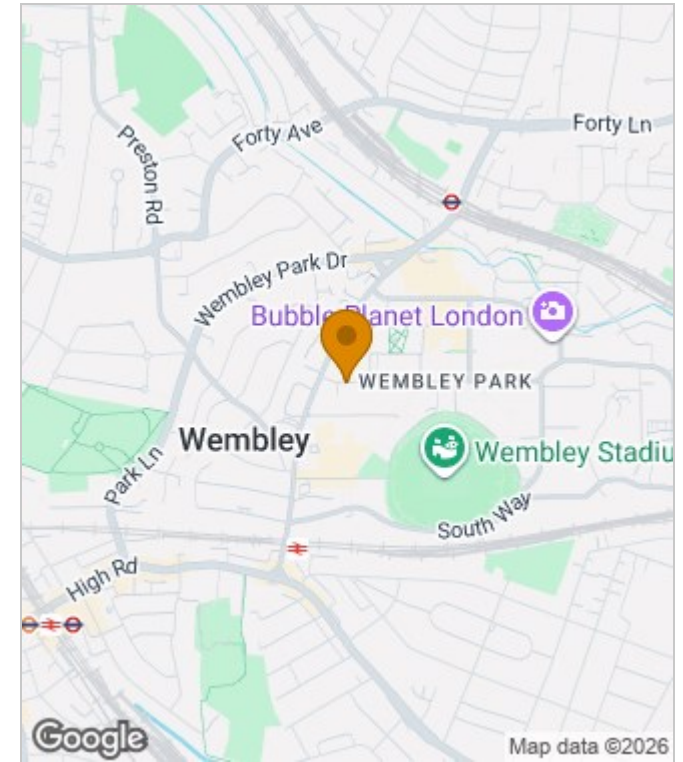 Preston Rd
Forty Ave
Forty Ln
Wembley Park Dr
Bubble Planet London
WEMBLEY PARK
Wembley
Wembley Stadiu
Park Ln
South Way
High Rd
Google
Map data ©2026